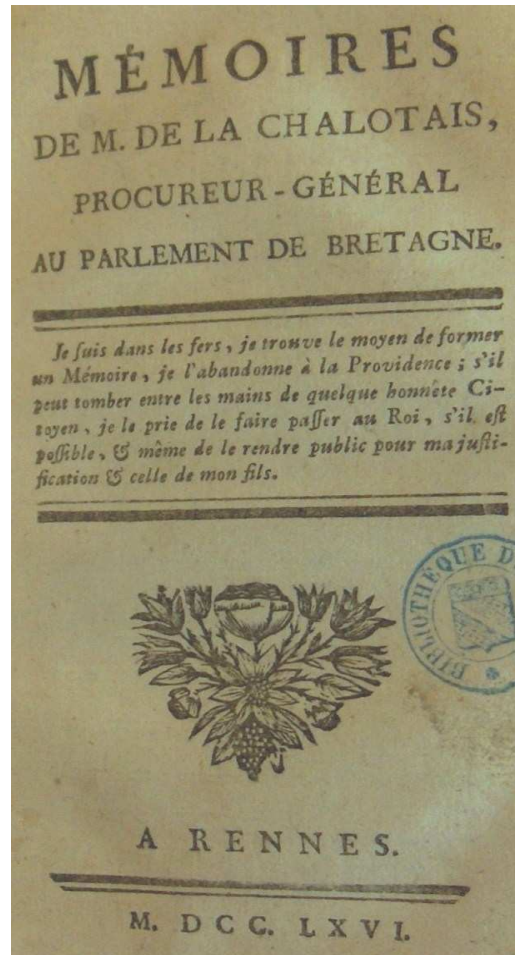 MÉMOIRES
DE M. DE LA CHALOTAIS,
PROCUREUR-GÉNÉRAL
AU PARLEMENT DE BRETAGNE.
Je ſuis dans les fers, je trouve le moyen de former
un Mémoire, je l'abandonne à la Providence ; s'il
peut tomber entre les mains de quelque honnête Ci-
toyen, je le prie de le faire paſſer au Roi, s'il eſt
poſſible, & même de le rendre public pour ma juſti-
fication & celle de mon fils.
BIBLIOTHÈQUE D
A RENNES.
M. DCC. LXVI.